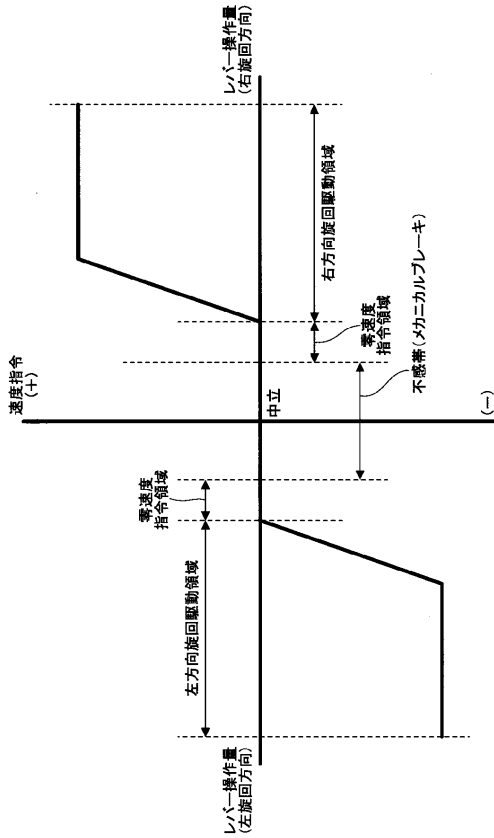 速度指令
(+)
レバー操作量
(右旋回方向)
右方向旋回駆動領域
零速度
指令領域
不感帯(メカニカルブレーキ)
中立
(−)
零速度
指令領域
左方向旋回駆動領域
レバー操作量
(左旋回方向)